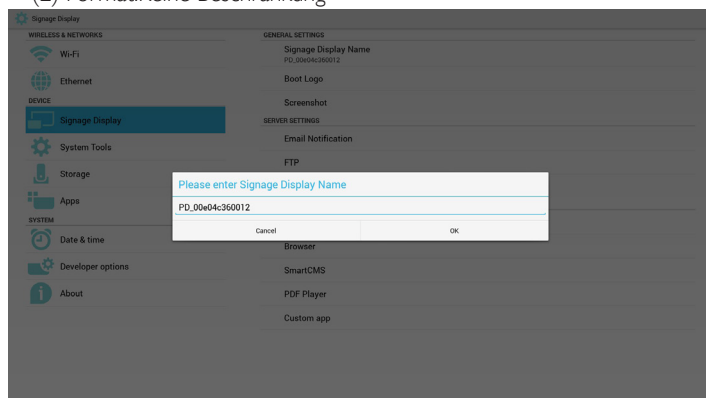 Signage Display
WIRELESS & NETWORKS
Wi-Fi
Ethernet
DEVICE
Signage Display
System Tools
Storage
Apps
SYSTEM
Date & time
Developer options
About
GENERAL SETTINGS
Signage Display Name
PD_00e04c360012
Boot Logo
Screenshot
SERVER SETTINGS
Email Notification
FTP
Please enter Signage Display Name
PD_00e04c360012
Cancel
OK
Browser
SmartCMS
PDF Player
Custom app